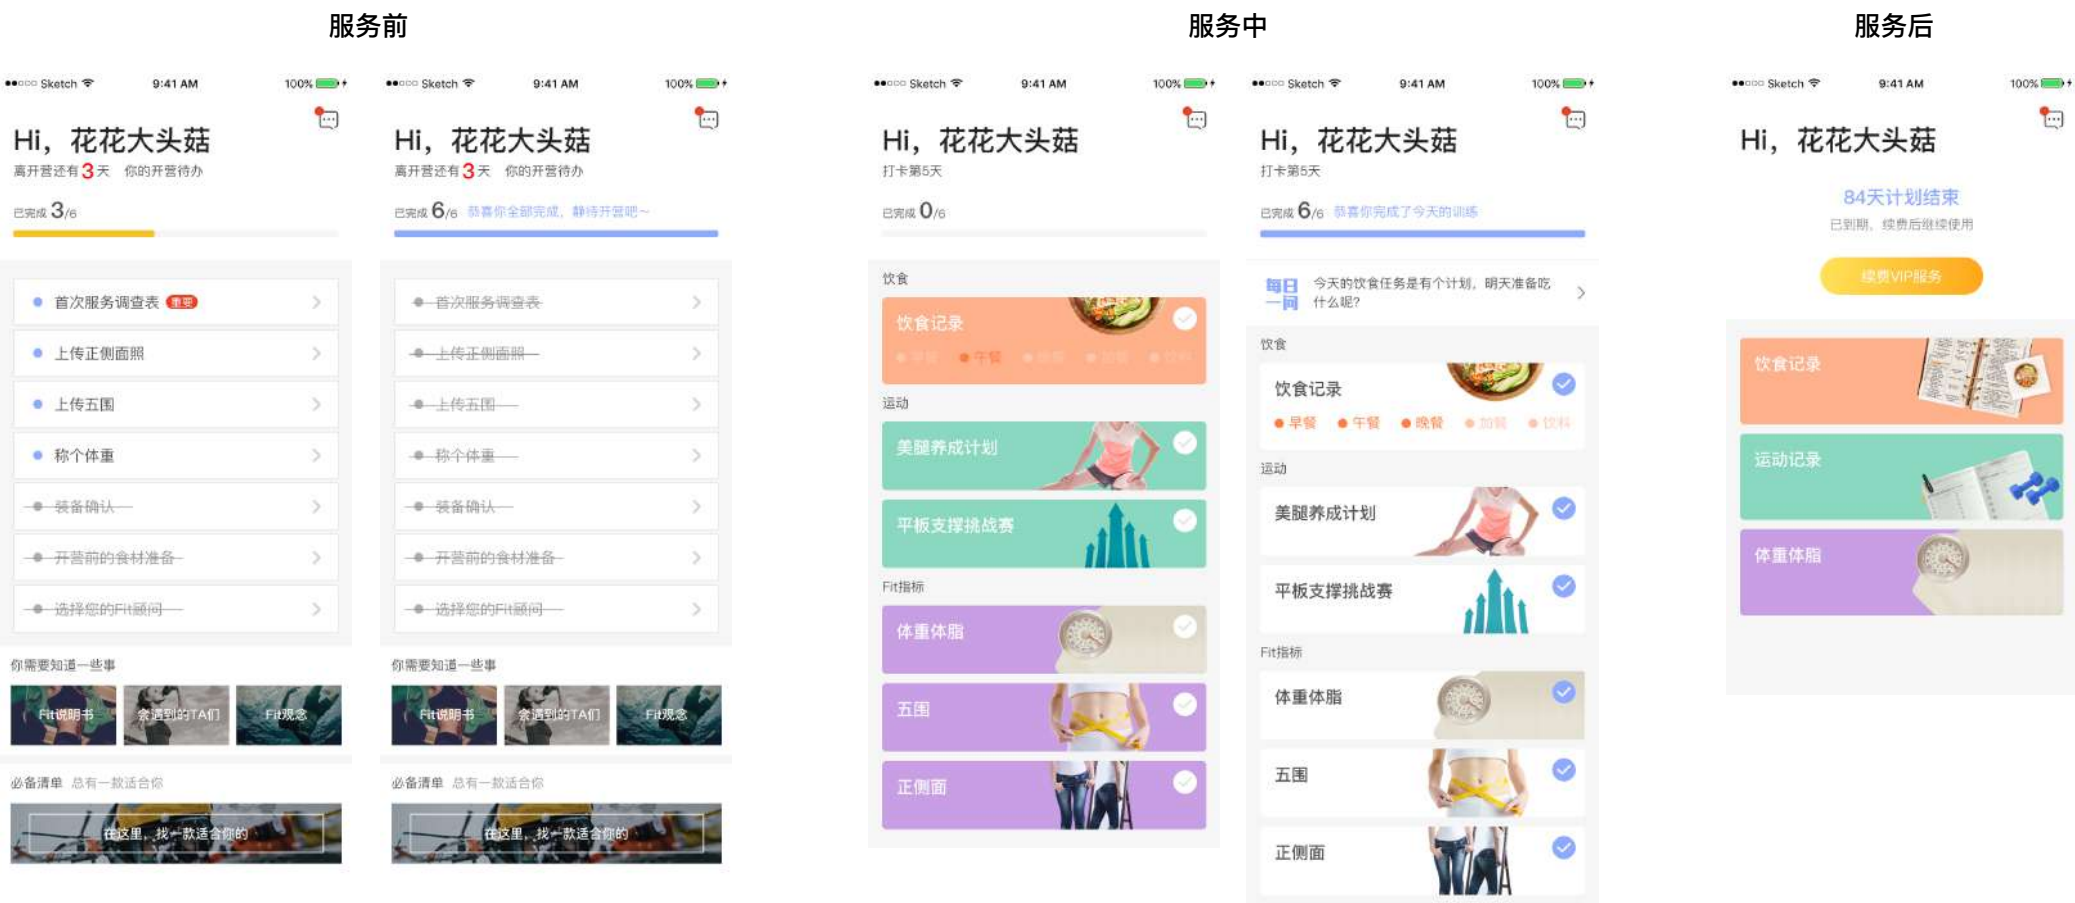 服务前
服务中
服务后
●●○○○ Sketch 9:41 AM 100%
Hi，花花大头菇
离开营还有3天 你的开营待办
已完成 3/6
首次服务调查表 重要
上传正侧面照
上传五围
称个体重
装备确认
开营前的食材准备
选择您的Fit顾问
你需要知道一些事
Fit说明书 会遇到的TA们 Fit观念
必备清单 总有一款适合你
在这里，找一款适合你的
●●○○○ Sketch 9:41 AM 100%
Hi，花花大头菇
离开营还有3天 你的开营待办
已完成 6/6 恭喜你全部完成，静待开营吧～
首次服务调查表
上传正侧面照
上传五围
称个体重
装备确认
开营前的食材准备
选择您的Fit顾问
你需要知道一些事
Fit说明书 会遇到的TA们 Fit观念
必备清单 总有一款适合你
在这里，找一款适合你的
●●○○○ Sketch 9:41 AM 100%
Hi，花花大头菇
打卡第5天
已完成 0/6
饮食
饮食记录
早餐 午餐 晚餐 加餐 饮料
运动
美腿养成计划
平板支撑挑战赛
Fit指标
体重体脂
五围
正侧面
●●○○○ Sketch 9:41 AM 100%
Hi，花花大头菇
打卡第5天
已完成 6/6 恭喜你完成了今天的训练
每日
一问
今天的饮食任务是有个计划，明天准备吃
什么呢?
饮食
饮食记录
早餐 午餐 晚餐 加餐 饮料
运动
美腿养成计划
平板支撑挑战赛
Fit指标
体重体脂
五围
正侧面
●●○○○ Sketch 9:41 AM 100%
Hi，花花大头菇
84天计划结束
已到期，续费后继续使用
续费VIP服务
饮食记录
运动记录
体重体脂